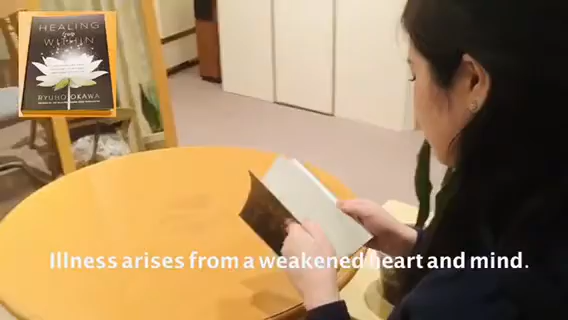 HEALING
from
WITHIN
RYUHO OKAWA
Illness arises from a weakened heart and mind.